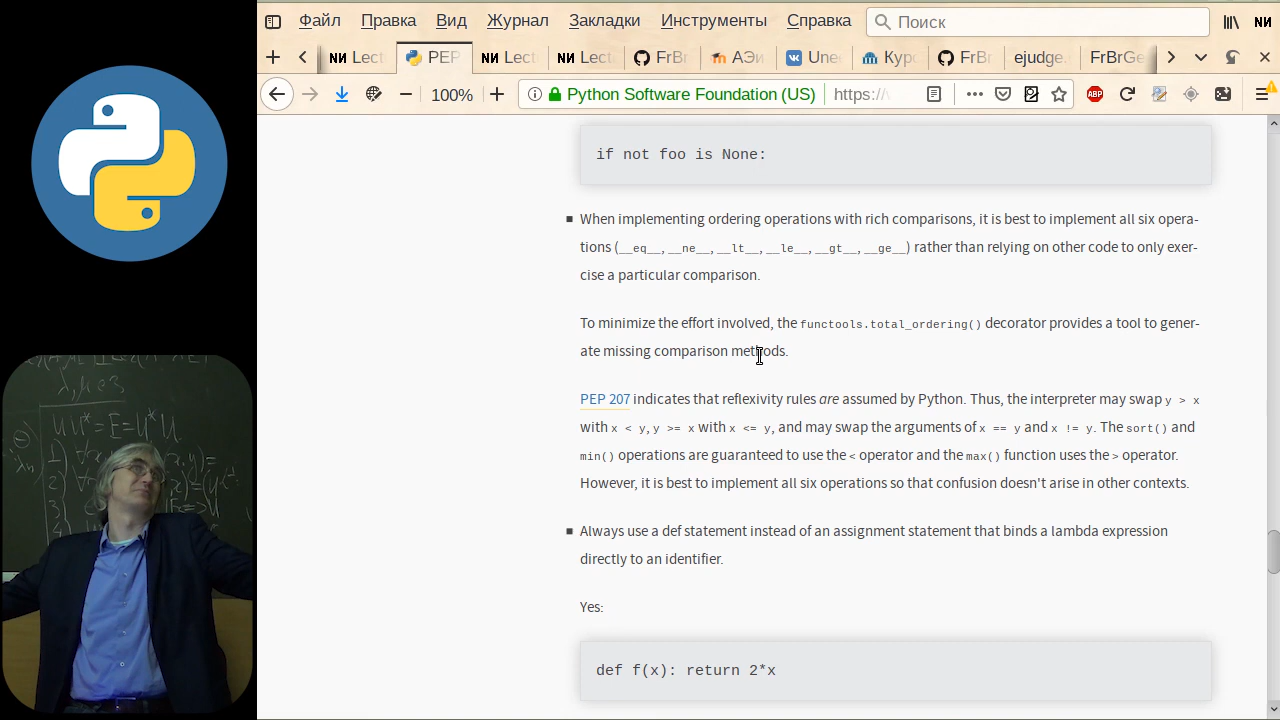 Файл Правка Вид Журнал Закладки Инструменты Справка Поиск
Lect PEP Lect Lect FrBr АЭи Une Курс FrBr ejudge. FrBrGe
100% Python Software Foundation (US) https://
ABP
if not foo is None:
When implementing ordering operations with rich comparisons, it is best to implement all six opera-
tions (__eq__, __ne__, __lt__, __le__, __gt__, __ge__) rather than relying on other code to only exer-
cise a particular comparison.
To minimize the effort involved, the functools.total_ordering() decorator provides a tool to gener-
ate missing comparison methods.
PEP 207 indicates that reflexivity rules are assumed by Python. Thus, the interpreter may swap y > x
with x < y, y >= x with x <= y, and may swap the arguments of x == y and x != y. The sort() and
min() operations are guaranteed to use the < operator and the max() function uses the > operator.
However, it is best to implement all six operations so that confusion doesn't arise in other contexts.
Always use a def statement instead of an assignment statement that binds a lambda expression
directly to an identifier.
Yes:
def f(x): return 2*x